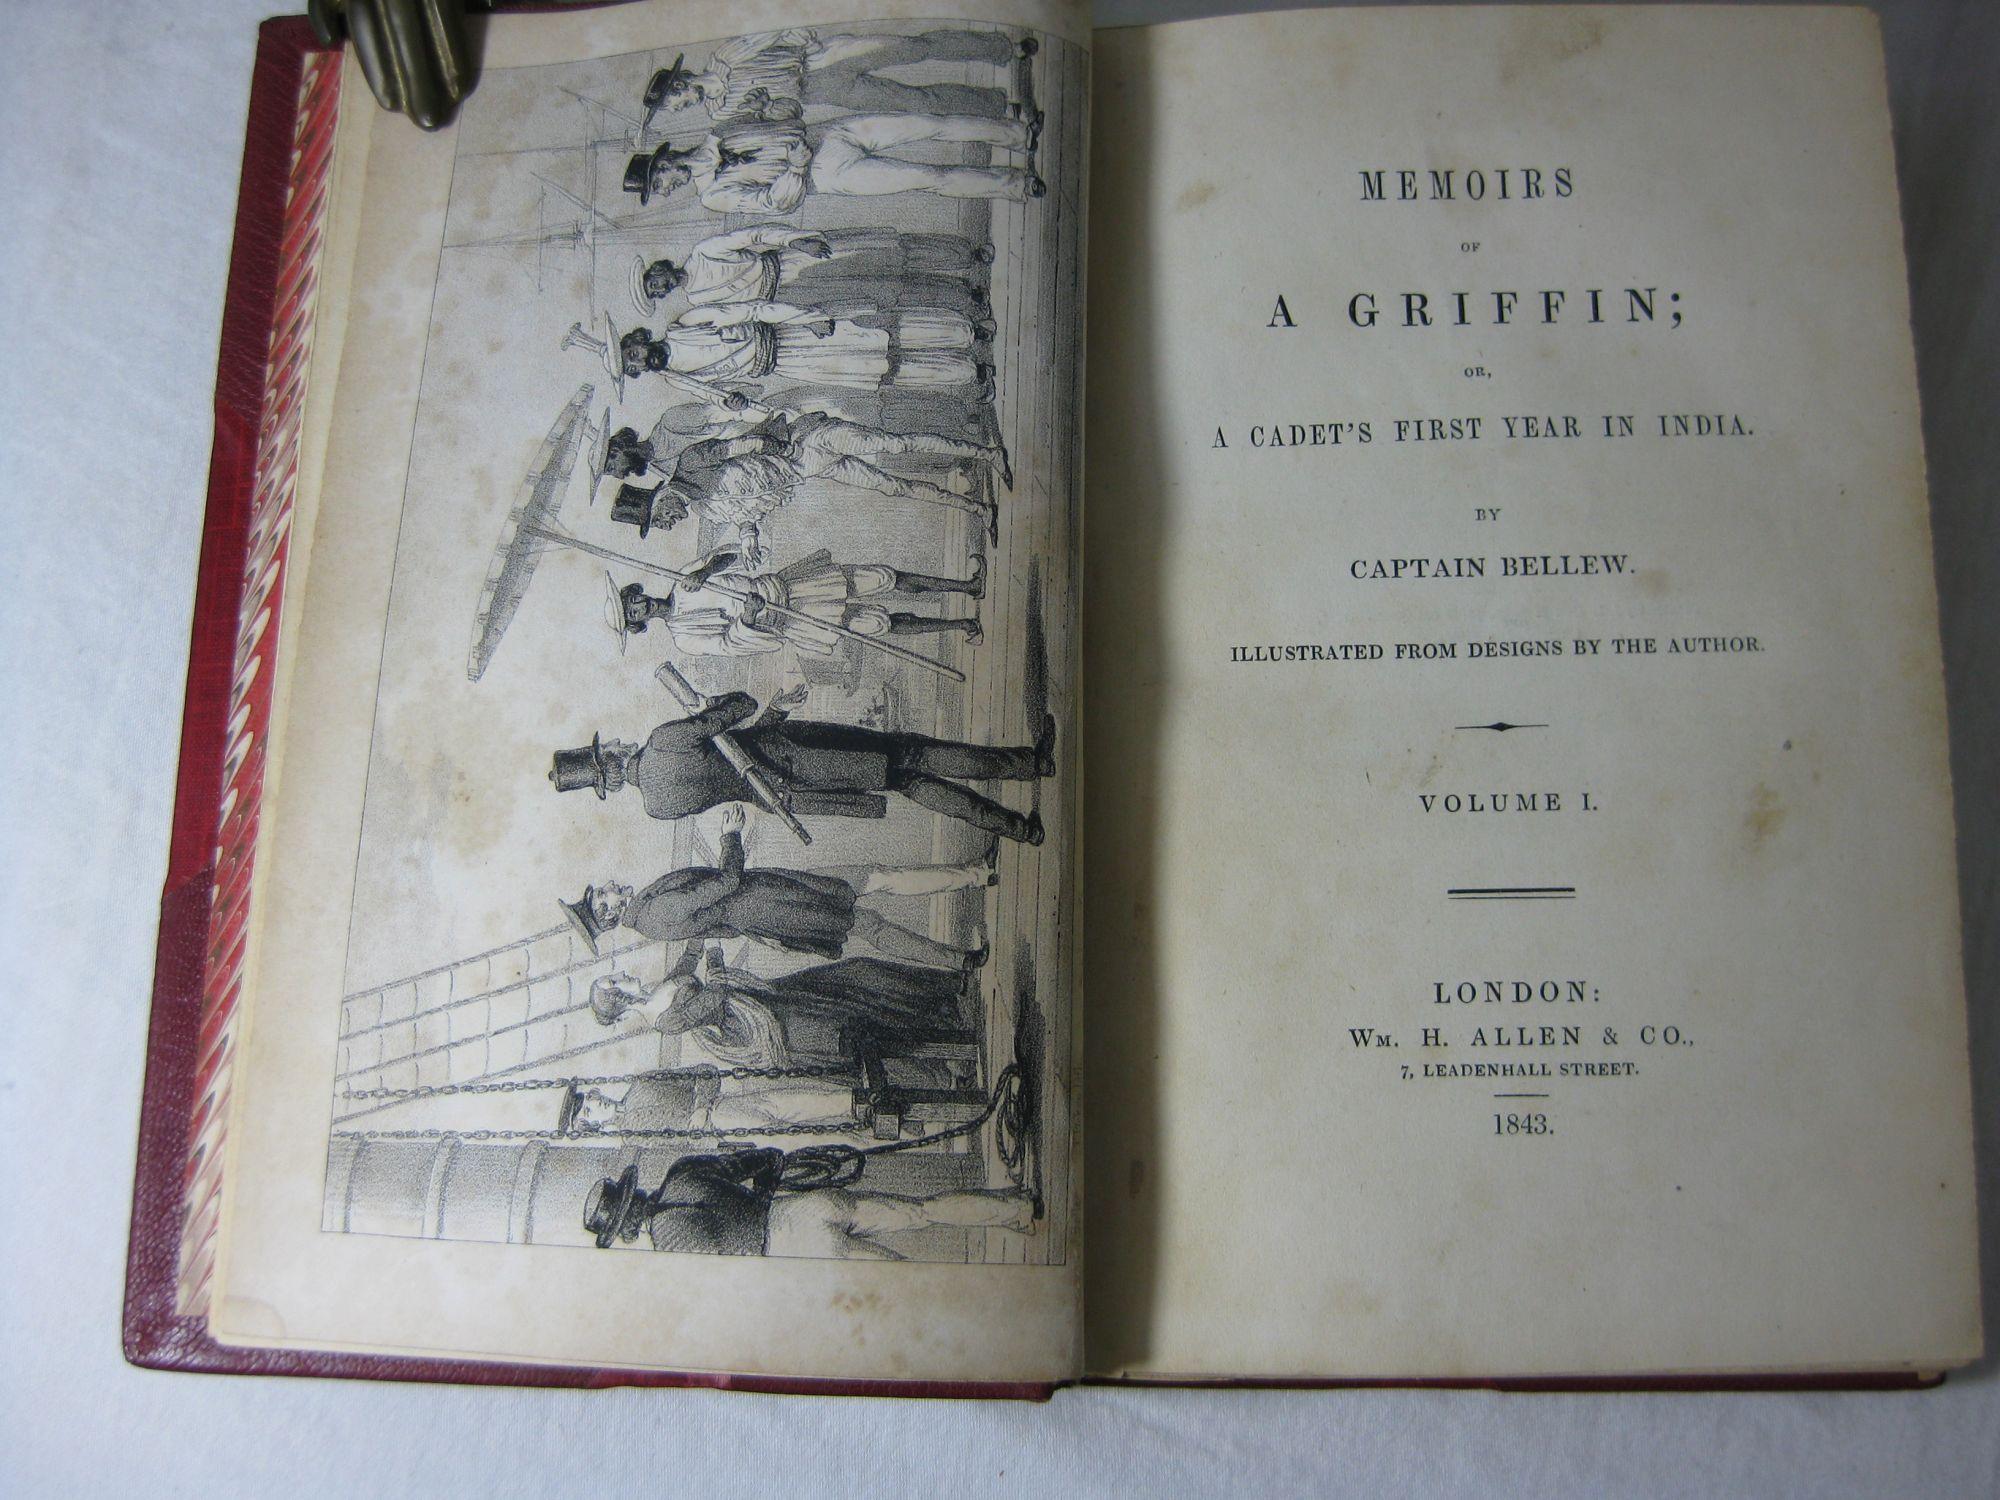 MEMOIRS
OF
A GRIFFIN;
OR,
A CADET'S FIRST YEAR IN INDIA.
BY
CAPTAIN BELLEW.
ILLUSTRATED FROM DESIGNS BY THE AUTHOR.
VOLUME I.
LONDON:
WM. H. ALLEN & CO.,
7, LEADENHALL STREET.
1843.